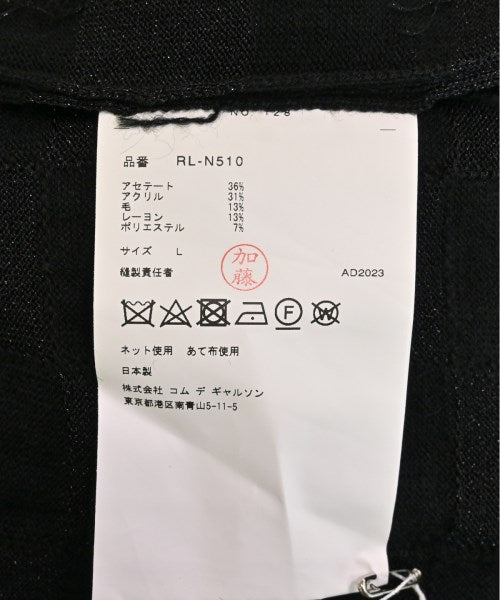 NO. 128
品番 RL-N510
アセテート 36%
アクリル 31%
毛 13%
レーヨン 13%
ポリエステル 7%
サイズ L
縫製責任者 加藤 AD2023
F W
ネット使用 あて布使用
日本製
株式会社 コム デ ギャルソン
東京都港区南青山5-11-5